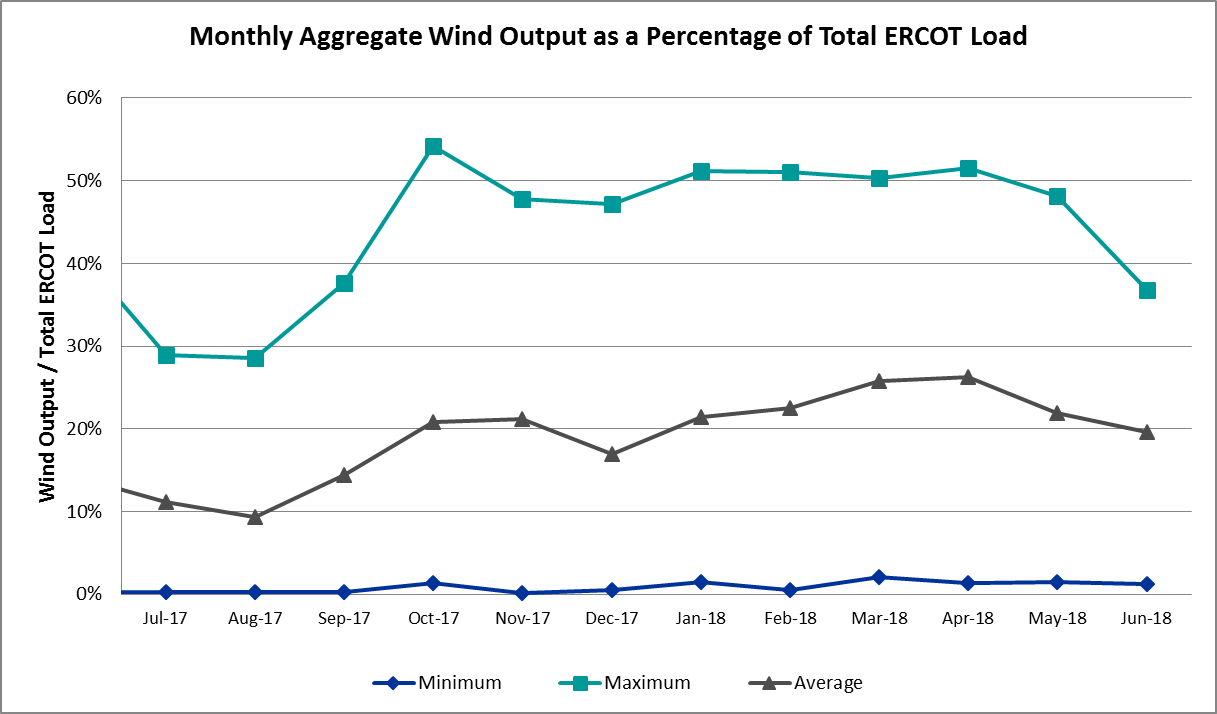 Monthly Aggregate Wind Output as a Percentage of Total ERCOT Load
Wind Output / Total ERCOT Load
60%
50%
40%
30%
20%
10%
0%
Jul-17 Aug-17 Sep-17 Oct-17 Nov-17 Dec-17 Jan-18 Feb-18 Mar-18 Apr-18 May-18 Jun-18
Minimum Maximum Average